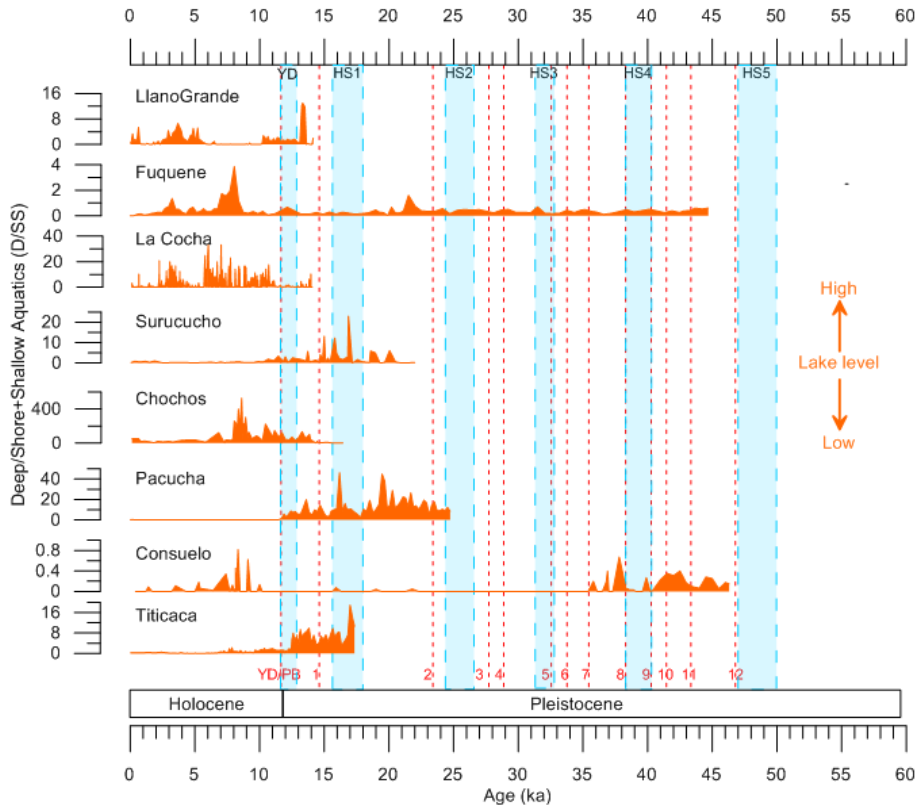 0 5 10 15 20 25 30 35 40 45 50 55 60
YD HS1 HS2 HS3 HS4 HS5
LlanoGrande
16
8
0
Fuquene
4
2
0
La Cocha
40
20
0
High
Surucucho
20
10
0
Lake level
Chochos
400
0
Low
Pacucha
40
20
0
Consuelo
0.8
0.4
0
Titicaca
16
8
0
Deep/Shore+Shallow Aquatics (D/SS)
YD/PB 1 2 3 4 5 6 7 8 9 10 11 12
Holocene Pleistocene
0 5 10 15 20 25 30 35 40 45 50 55 60
Age (ka)